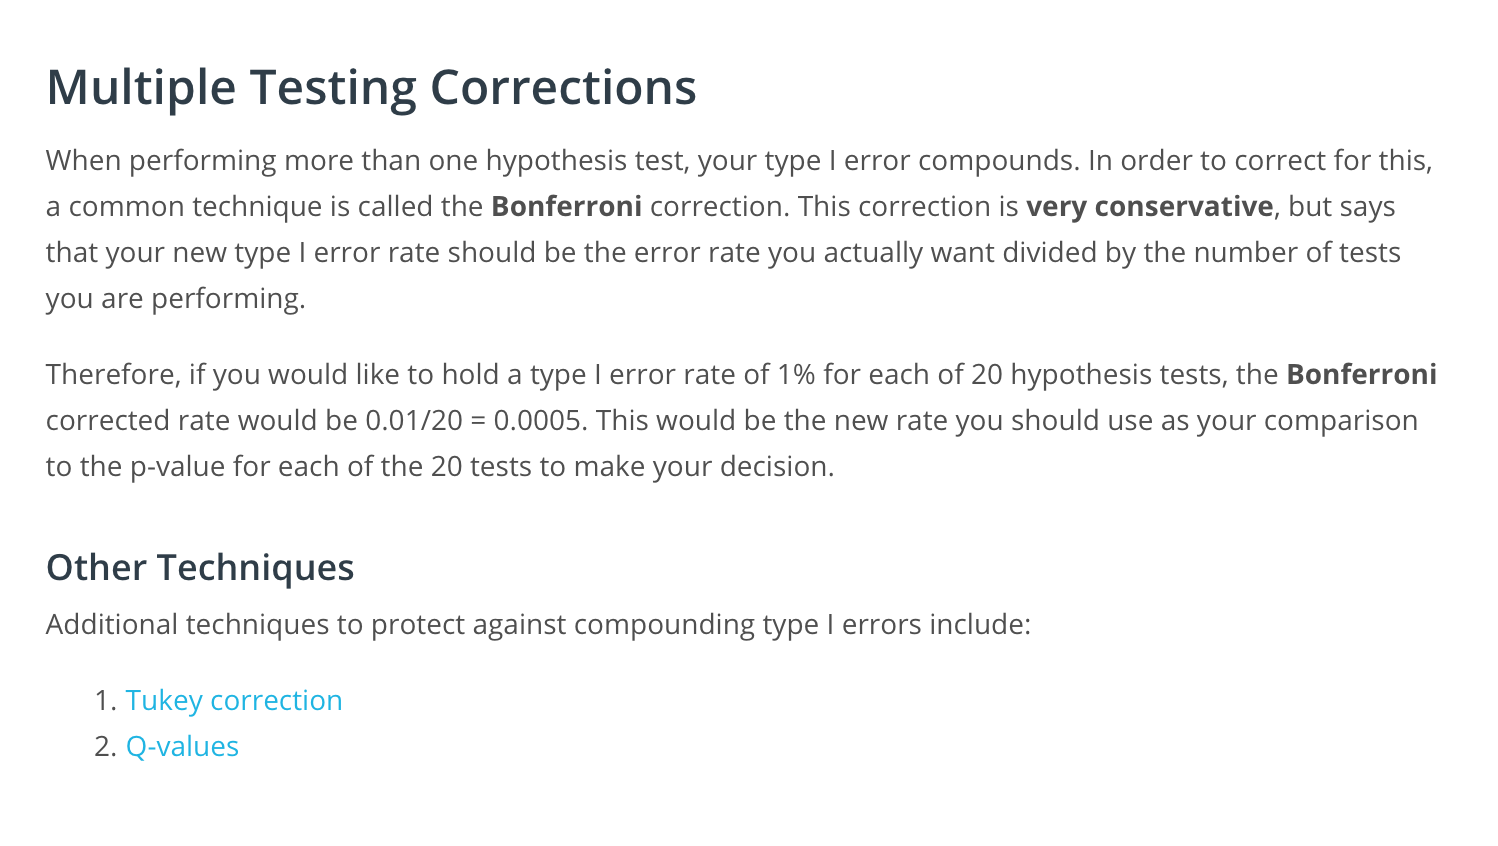 Multiple Testing Corrections
When performing more than one hypothesis test, your type I error compounds. In order to correct for this,
a common technique is called the Bonferroni correction. This correction is very conservative, but says
that your new type I error rate should be the error rate you actually want divided by the number of tests
you are performing.
Therefore, if you would like to hold a type I error rate of 1% for each of 20 hypothesis tests, the Bonferroni
corrected rate would be 0.01/20 = 0.0005. This would be the new rate you should use as your comparison
to the p-value for each of the 20 tests to make your decision.
Other Techniques
Additional techniques to protect against compounding type I errors include:
1. Tukey correction
2. Q-values